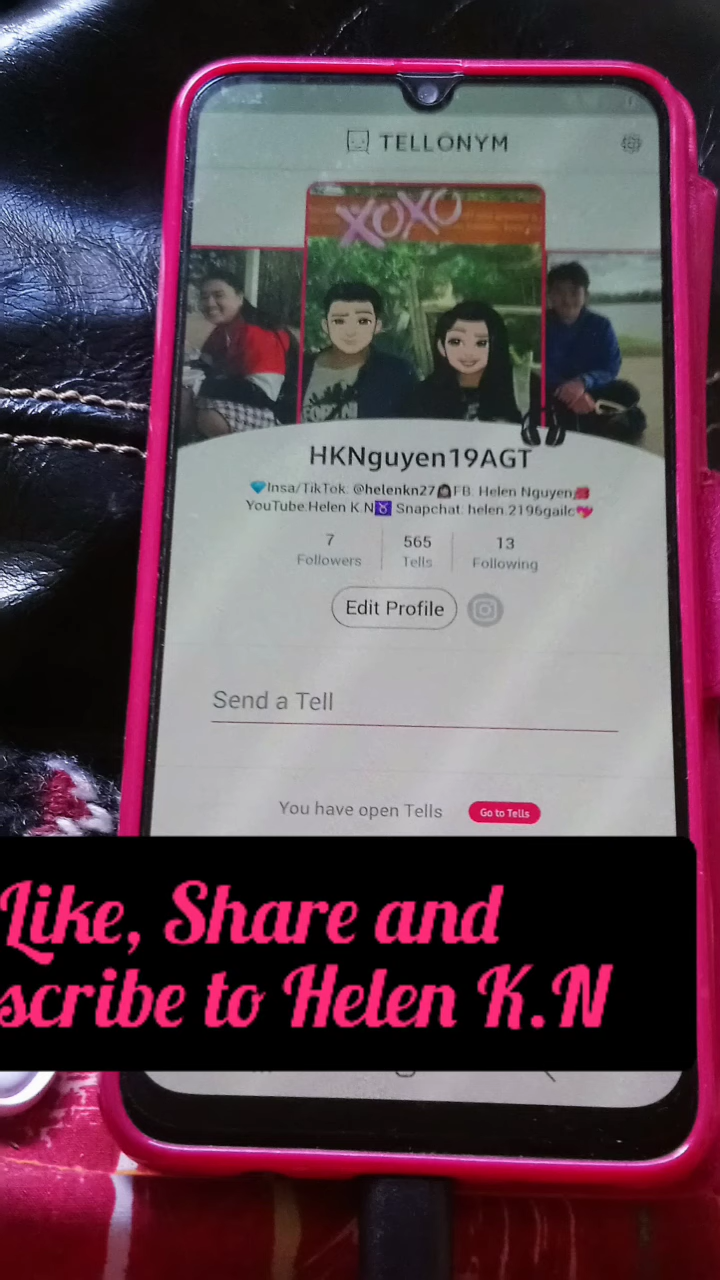 TELLONYM
XOXO
HKNguyen19AGT
💎Insa/TikTok: @helenkn27 FB: Helen Nguyen
YouTube:Helen K.N♉ Snapchat: helen.2196gailc💘
7
565
13
Followers
Tells
Following
Edit Profile
Send a Tell
You have open Tells
Go to Tells
Like, Share and
scribe to Helen K.N